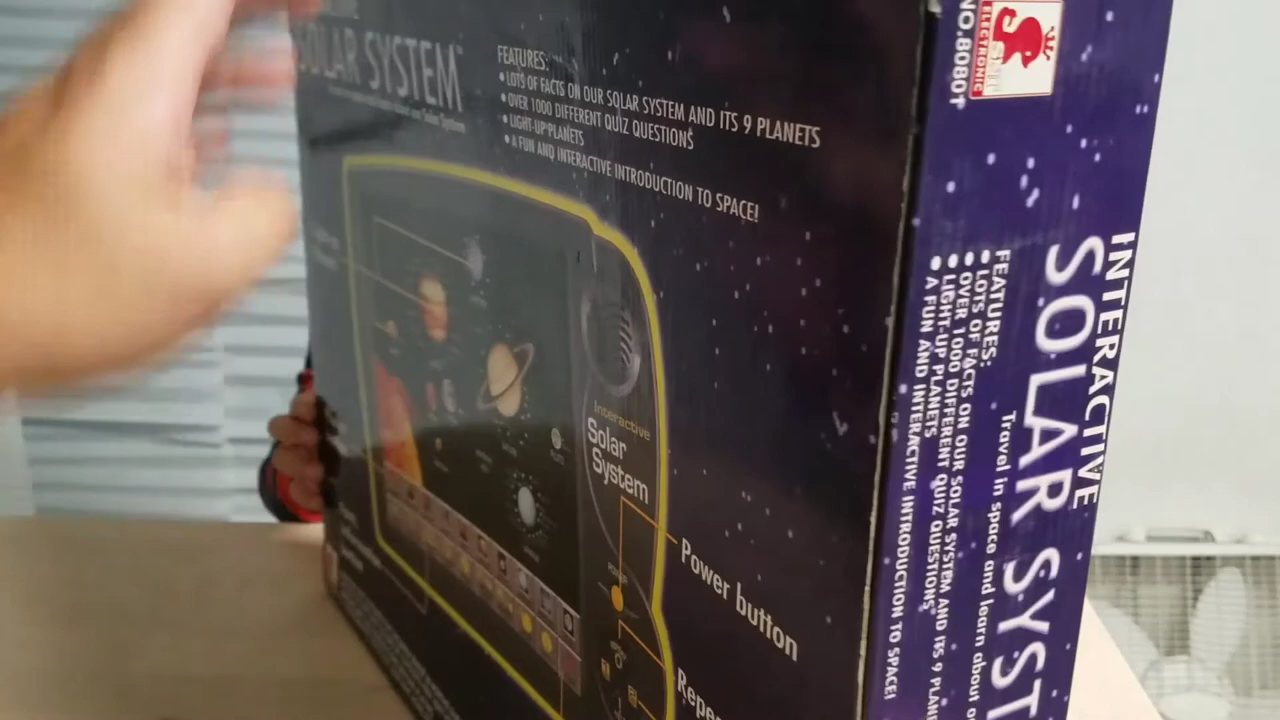 SOLAR SYSTEM
FEATURES:
• LOTS OF FACTS ON OUR SOLAR SYSTEM AND ITS 9 PLANETS
• OVER 1000 DIFFERENT QUIZ QUESTIONS
• LIGHT-UP PLANETS
• A FUN AND INTERACTIVE INTRODUCTION TO SPACE!
Interactive
Solar
System
Power button
NO.80801
ELECTRONIC
INTERACTIVE
SOLAR SYST
Travel in space and learn about
FEATURES:
• LOTS OF FACTS ON OUR SOLAR SYSTEM AND ITS 9 PLAN
• OVER 1000 DIFFERENT QUIZ QUESTIONS
• LIGHT-UP PLANETS
• A FUN AND INTERACTIVE INTRODUCTION TO SPACE!